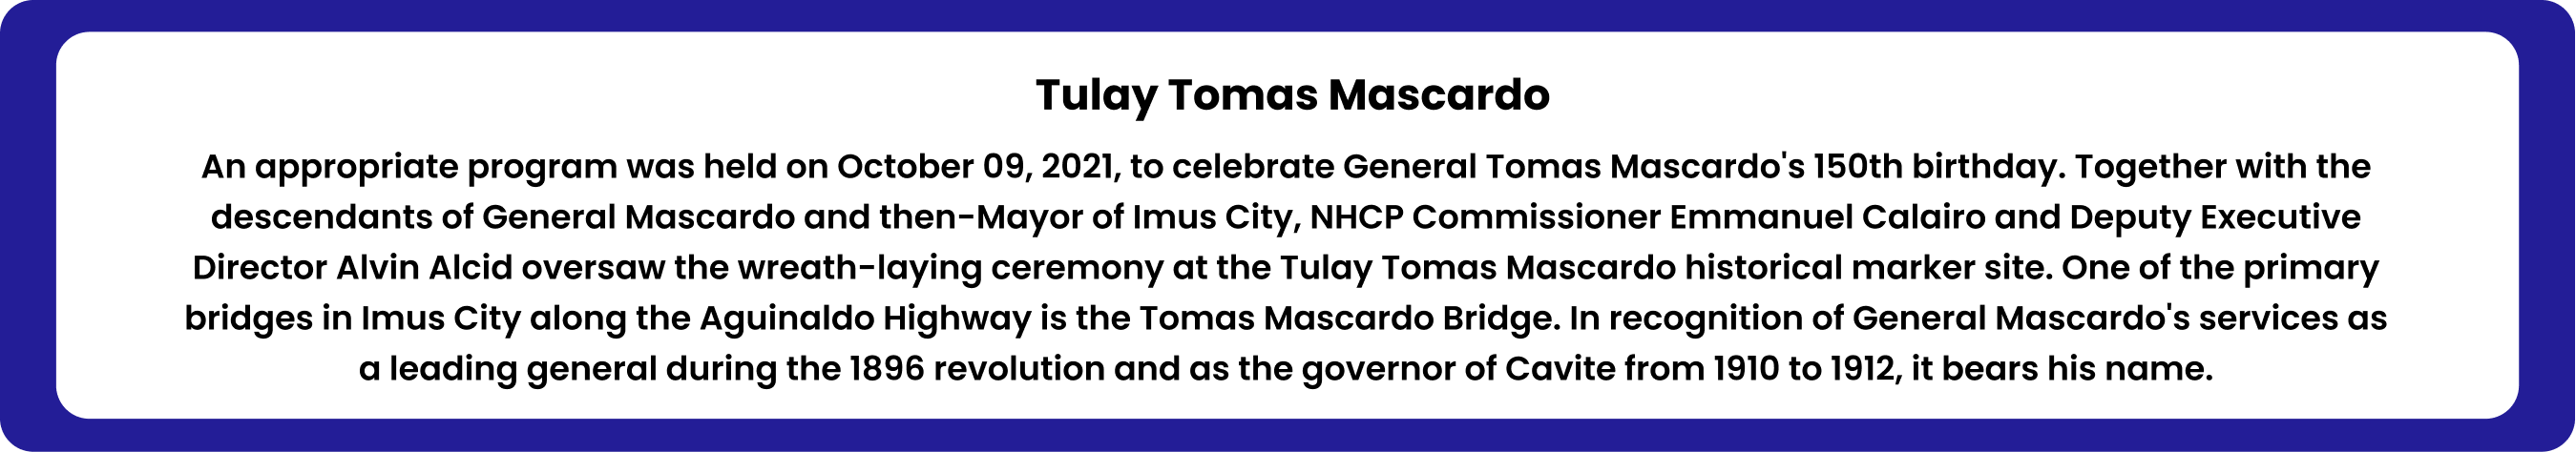 Tulay Tomas Mascardo
An appropriate program was held on October 09, 2021, to celebrate General Tomas Mascardo's 150th birthday. Together with the
descendants of General Mascardo and then-Mayor of Imus City, NHCP Commissioner Emmanuel Calairo and Deputy Executive
Director Alvin Alcid oversaw the wreath-laying ceremony at the Tulay Tomas Mascardo historical marker site. One of the primary
bridges in Imus City along the Aguinaldo Highway is the Tomas Mascardo Bridge. In recognition of General Mascardo's services as
a leading general during the 1896 revolution and as the governor of Cavite from 1910 to 1912, it bears his name.